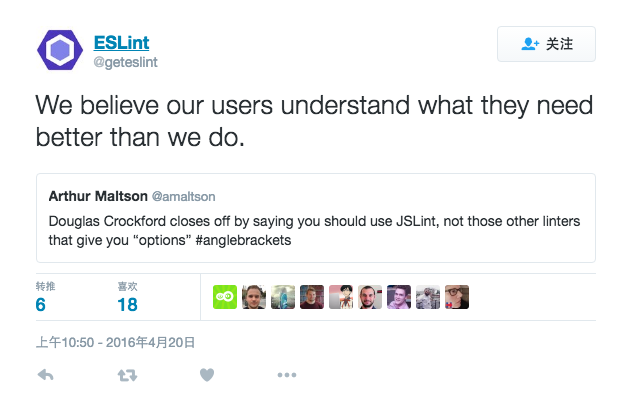 ESLint
@geteslint
关注
We believe our users understand what they need
better than we do.
Arthur Maltson @amaltson
Douglas Crockford closes off by saying you should use JSLint, not those other linters
that give you “options” #anglebrackets
转推
喜欢
6
18
上午10:50 - 2016年4月20日